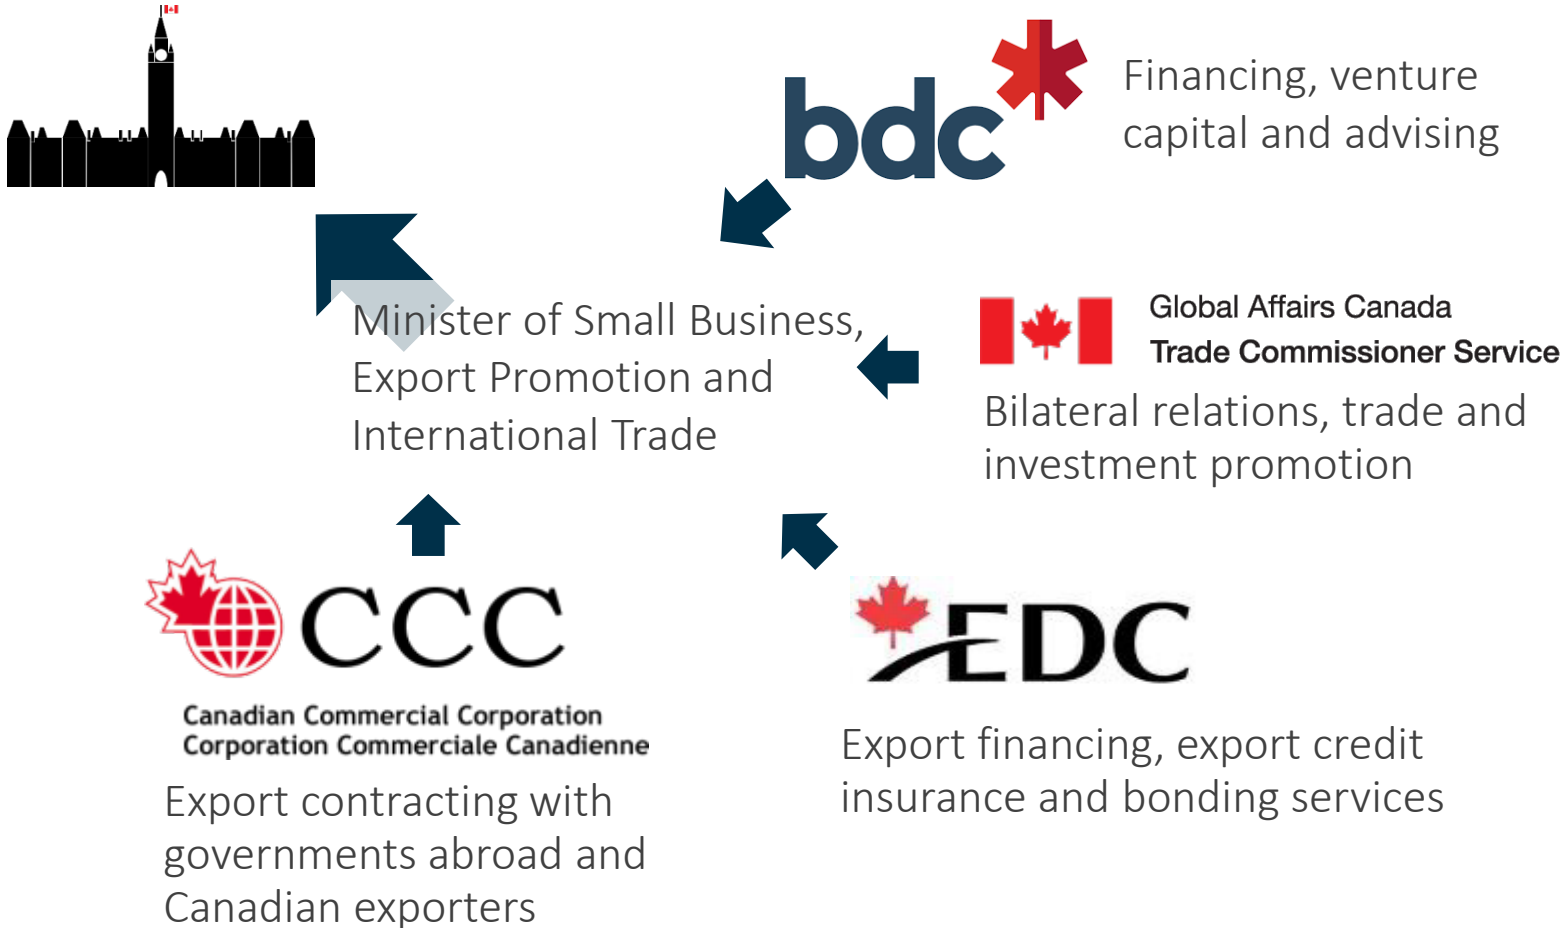 bdc
Financing, venture
capital and advising
Minister of Small Business,
Export Promotion and
International Trade
Global Affairs Canada
Trade Commissioner Service
Bilateral relations, trade and
investment promotion
CCC
Canadian Commercial Corporation
Corporation Commerciale Canadienne
Export contracting with
governments abroad and
Canadian exporters
EDC
Export financing, export credit
insurance and bonding services